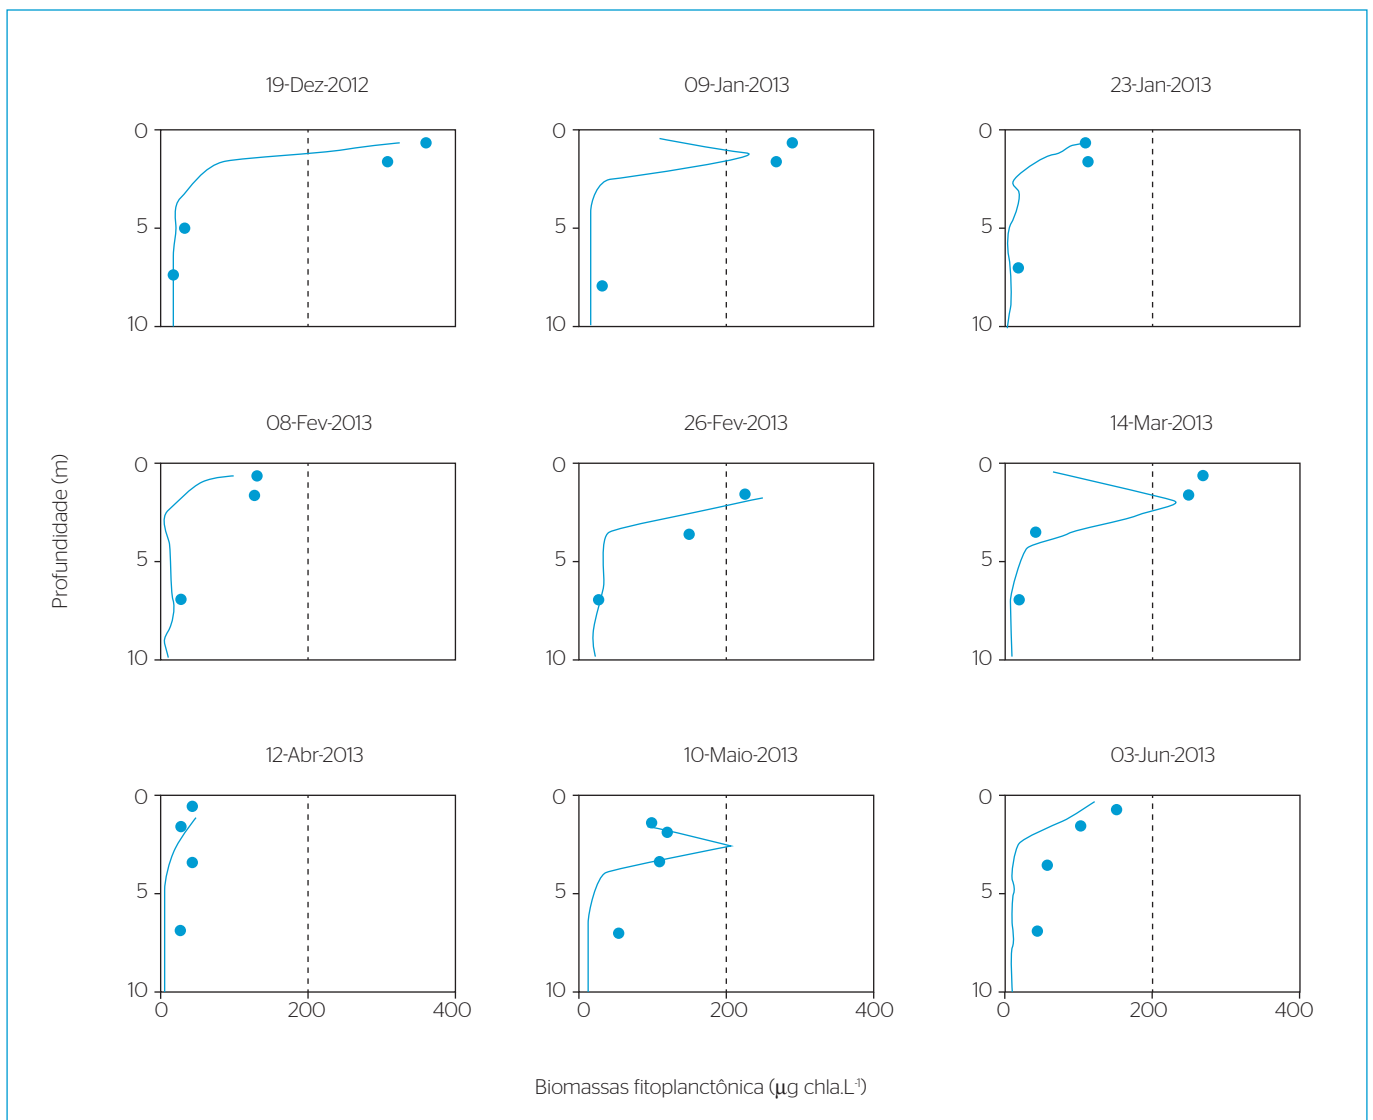 19-Dez-2012
09-Jan-2013
23-Jan-2013
0
5
10
0
5
10
0
5
10
08-Fev-2013
26-Fev-2013
14-Mar-2013
0
5
10
0
5
10
0
5
10
Profundidade (m)
12-Abr-2013
10-Maio-2013
03-Jun-2013
0
5
10
0
5
10
0
5
10
0 200 400
0 200 400
0 200 400
Biomassas fitoplanctônica (µg chla.L⁻¹)